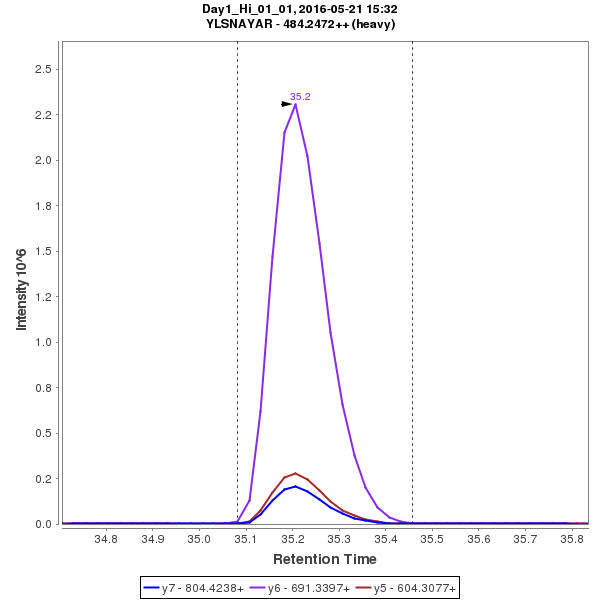 Day1_Hi_01_01, 2016-05-21 15:32
YLSNAYAR - 484.2472++ (heavy)
35.2
2.5
2.2
2.0
1.8
1.5
1.2
1.0
0.8
0.5
0.2
0.0
Intensity 10^6
34.8 34.9 35.0 35.1 35.2 35.3 35.4 35.5 35.6 35.7 35.8
Retention Time
y7 - 804.4238+ y6 - 691.3397+ y5 - 604.3077+